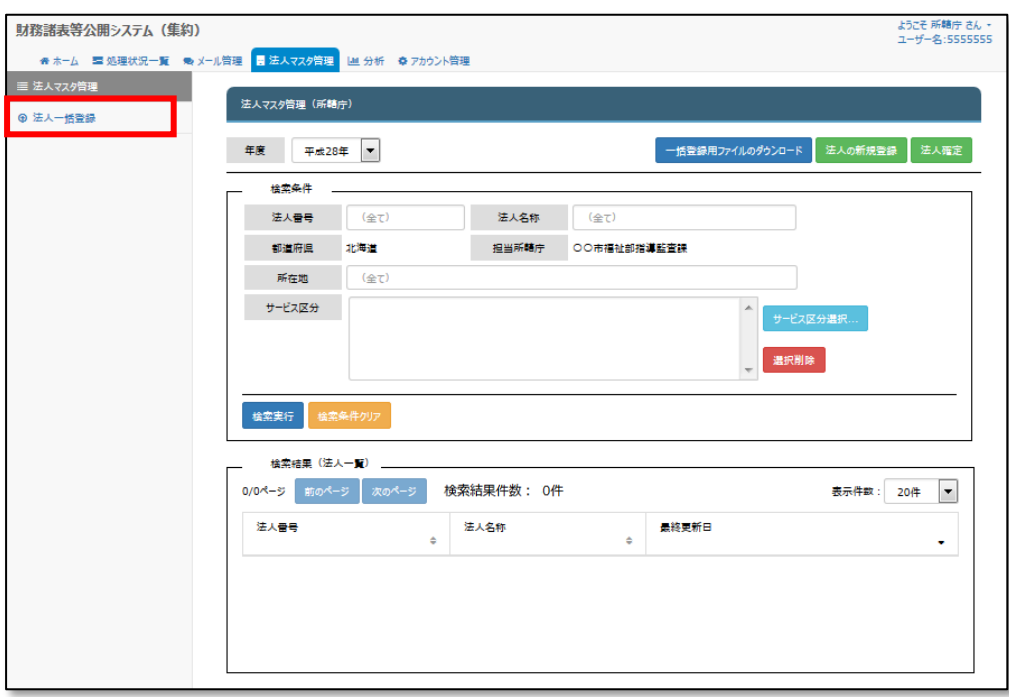 財務諸表等公開システム（集約）
ようこそ 所轄庁 さん
ユーザー名:5555555
ホーム 処理状況一覧 メール管理 法人マスタ管理 分析 アカウント管理
法人マスタ管理
法人一括登録
法人マスタ管理（所轄庁）
年度 平成28年 一括登録用ファイルのダウンロード 法人の新規登録 法人確定
検索条件
法人番号 （全て） 法人名称 （全て）
都道府県 北海道 担当所轄庁 〇〇市福祉部指導監査課
所在地 （全て）
サービス区分
サービス区分選択...
選択削除
検索実行 検索条件クリア
検索結果（法人一覧）
0/0ページ 前のページ 次のページ 検索結果件数： 0件 表示件数： 20件
法人番号 法人名称 最終更新日